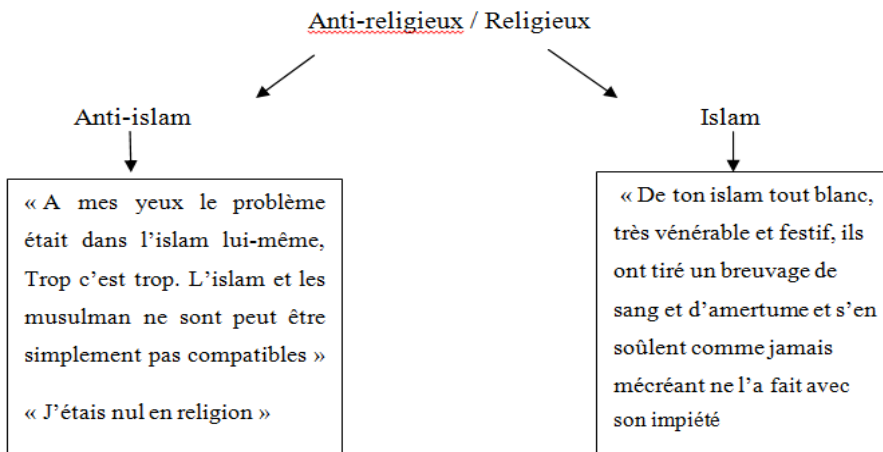 Anti-religieux / Religieux
Anti-islam
Islam
« A mes yeux le problème
était dans l’islam lui-même,
Trop c’est trop. L’islam et les
musulman ne sont peut être
simplement pas compatibles »
« J’étais nul en religion »
« De ton islam tout blanc,
très vénérable et festif, ils
ont tiré un breuvage de
sang et d’amertume et s’en
soûlent comme jamais
mécréant ne l’a fait avec
son impiété